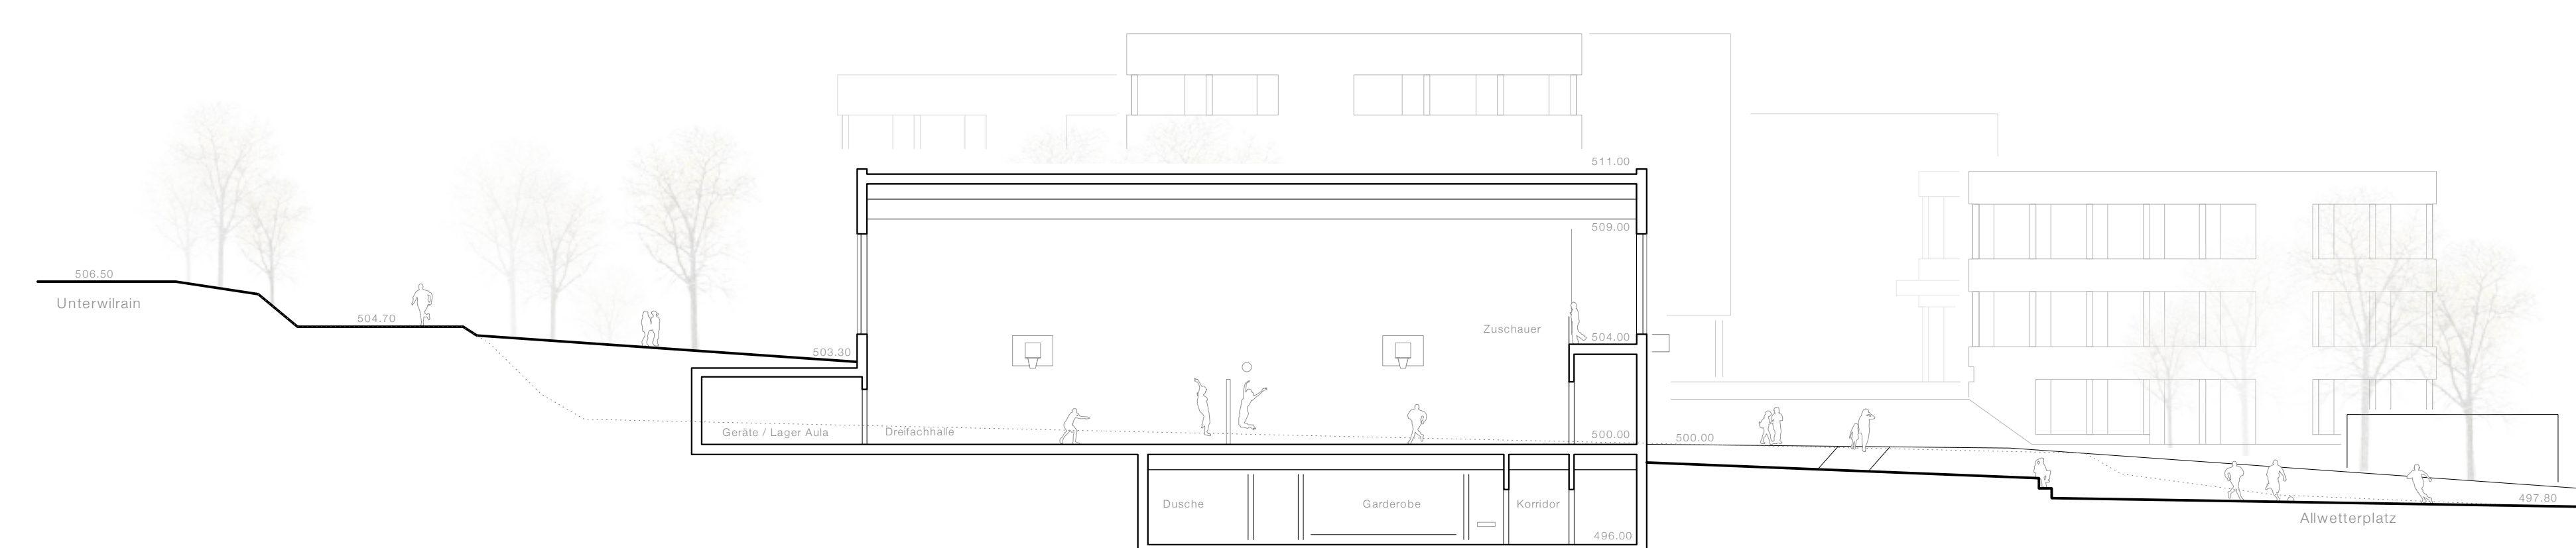 511.00
509.00
506.50
Unterwilrain
504.70
Zuschauer
504.00
503.30
Geräte / Lager Aula
Dreifachhalle
500.00
500.00
Dusche
Garderobe
Korridor
497.80
Allwetterplatz
496.00